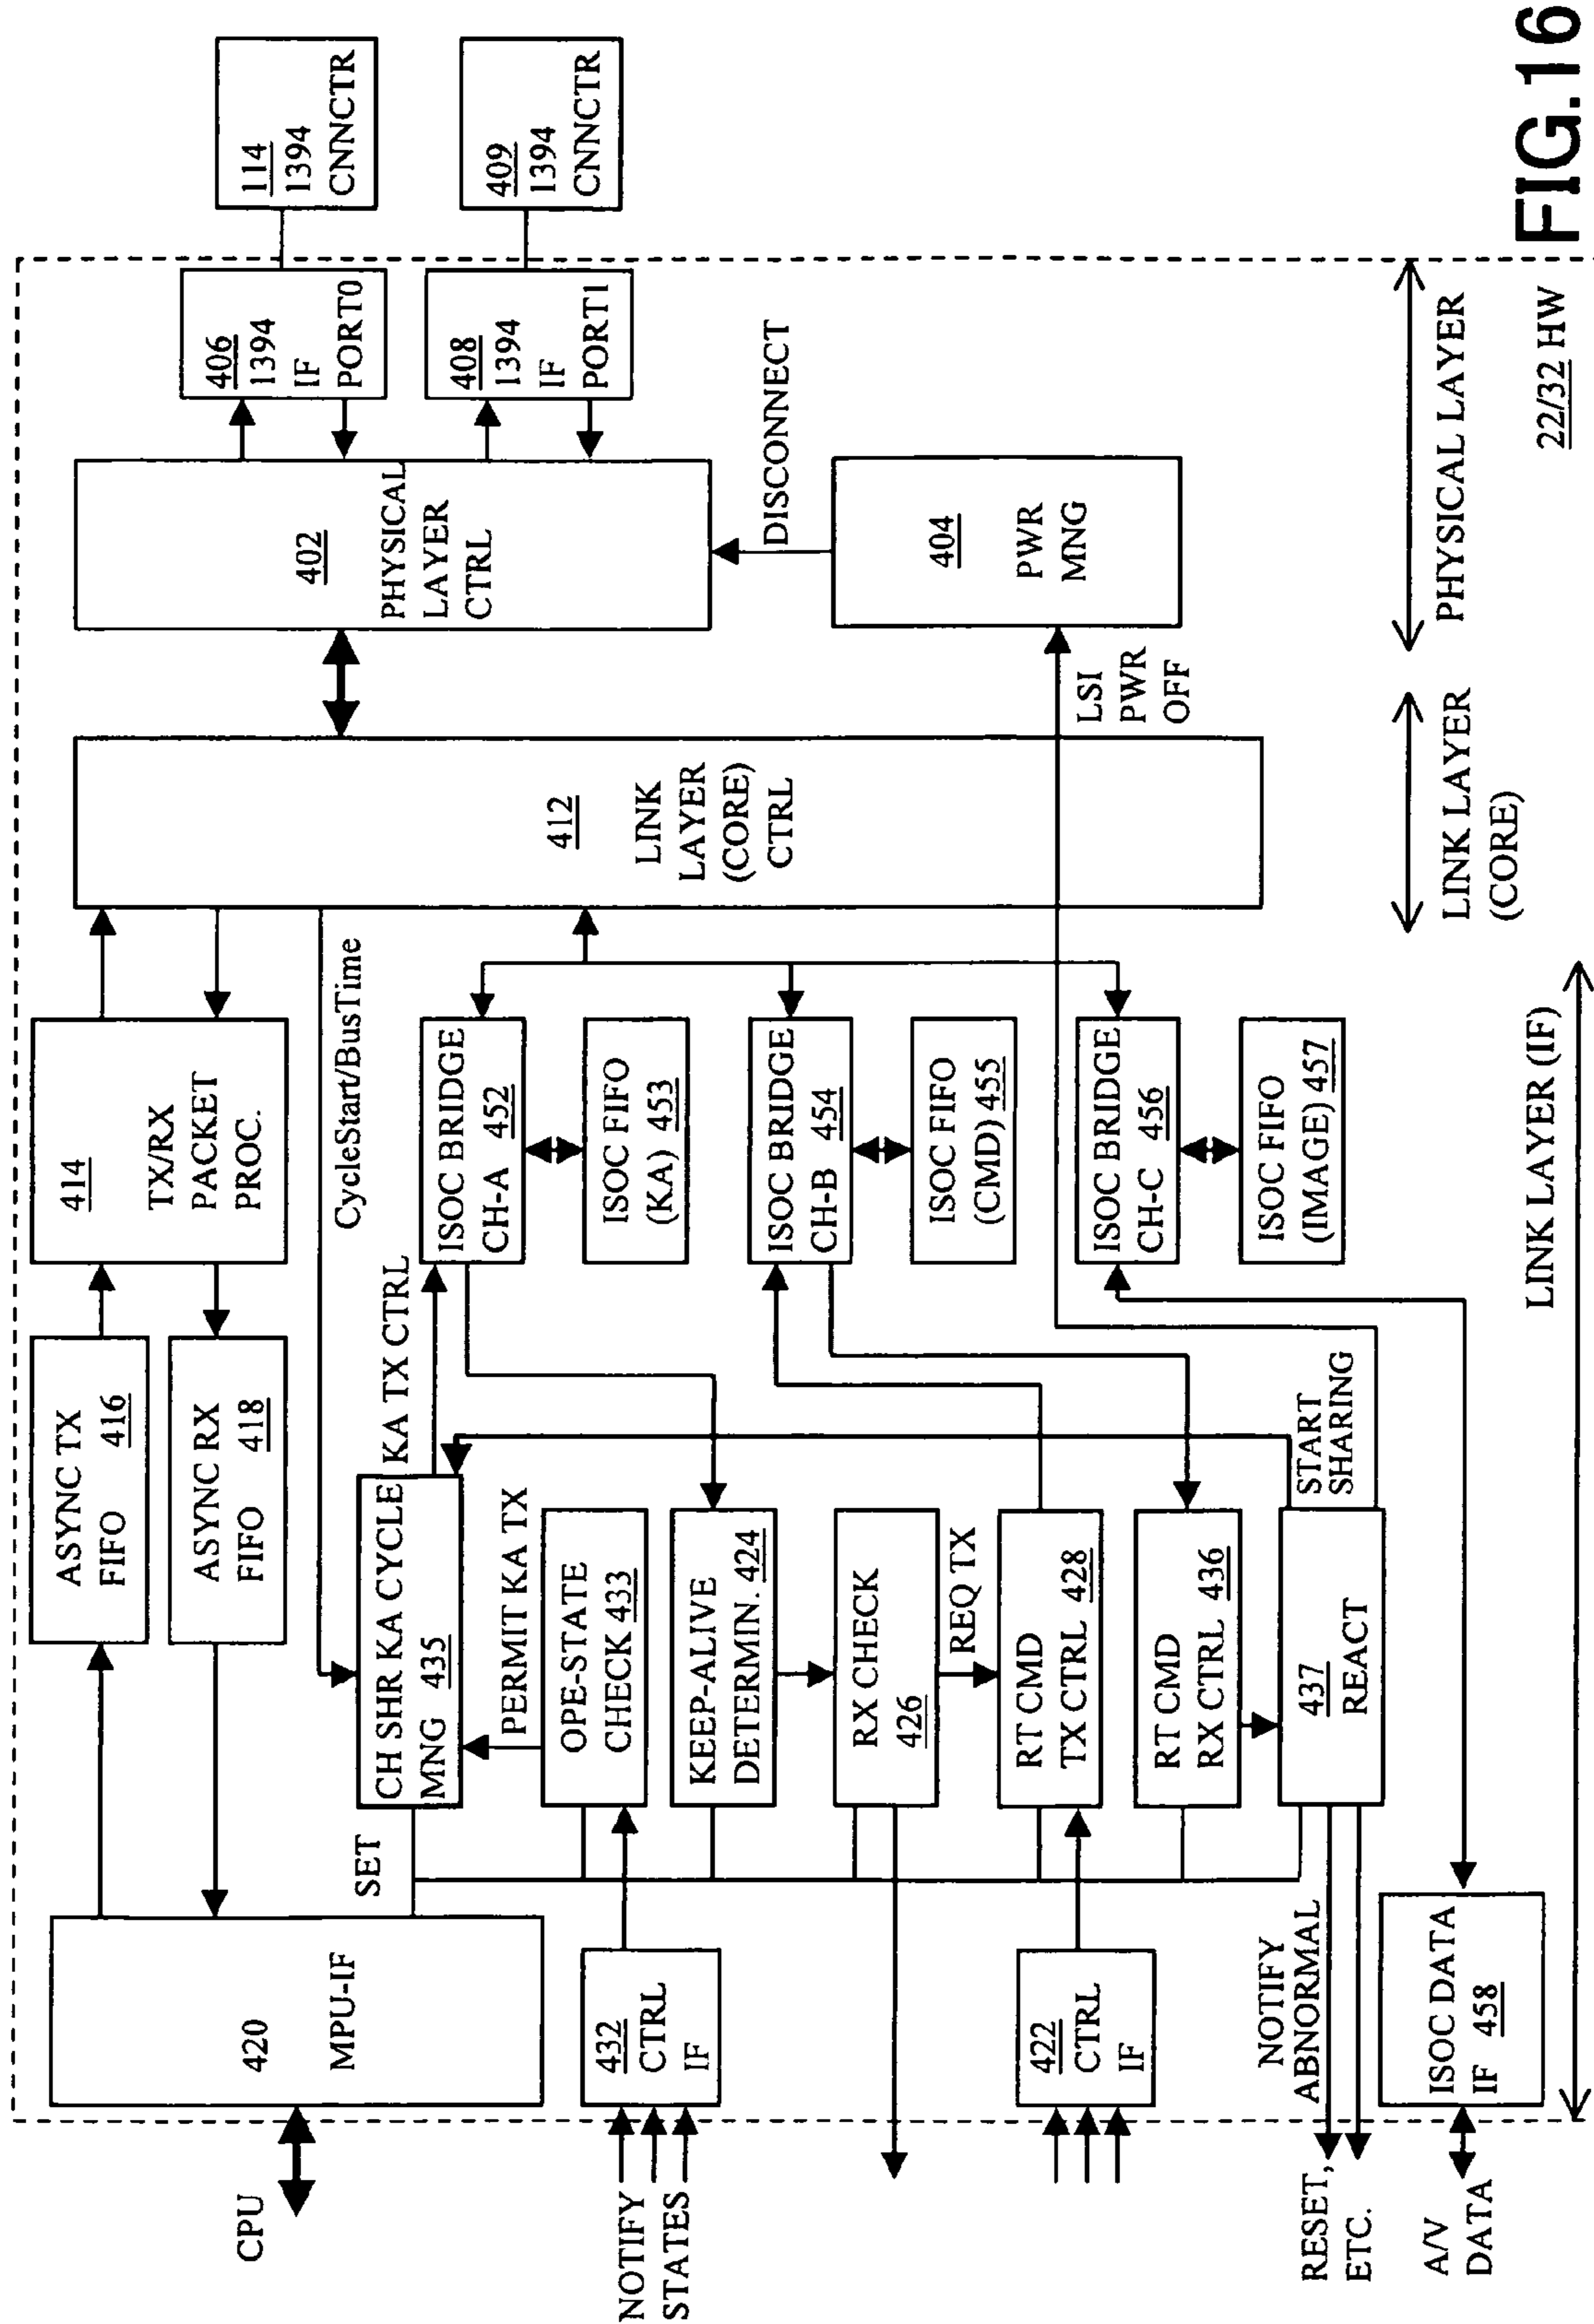 CPU
420
MPU-IF
SET
ASYNC TX
FIFO 416
ASYNC RX
FIFO 418
414
TX/RX
PACKET
PROC.
CycleStart/BusTime
412
LINK
LAYER
(CORE)
CTRL
402
PHYSICAL
LAYER
CTRL
406
1394
IF
PORT0
114
1394
CNNCTR
408
1394
IF
PORT1
409
1394
CNNCTR
DISCONNECT
404
PWR
MNG
LSI
PWR
OFF
CH SHR KA CYCLE
MNG 435
KA TX CTRL
PERMIT KA TX
NOTIFY
STATES
432
CTRL
IF
OPE-STATE
CHECK 433
KEEP-ALIVE
DETERMIN. 424
RX CHECK
426
REQ TX
422
CTRL
IF
RT CMD
TX CTRL 428
RT CMD
RX CTRL 436
437
REACT
START
SHARING
NOTIFY
ABNORMAL
RESET,
ETC.
ISOC BRIDGE
CH-A 452
ISOC FIFO
(KA) 453
ISOC BRIDGE
CH-B 454
ISOC FIFO
(CMD) 455
ISOC BRIDGE
CH-C 456
ISOC FIFO
(IMAGE) 457
A/V
DATA
ISOC DATA
IF 458
LINK LAYER (IF)
LINK LAYER
(CORE)
PHYSICAL LAYER
22/32 HW
FIG.16